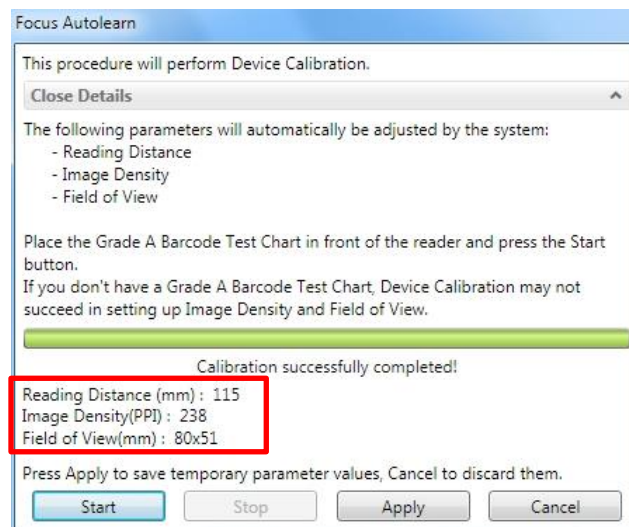 Focus Autolearn
This procedure will perform Device Calibration.
Close Details
The following parameters will automatically be adjusted by the system:
- Reading Distance
- Image Density
- Field of View
Place the Grade A Barcode Test Chart in front of the reader and press the Start
button.
If you don't have a Grade A Barcode Test Chart, Device Calibration may not
succeed in setting up Image Density and Field of View.
Calibration successfully completed!
Reading Distance (mm) : 115
Image Density(PPI) : 238
Field of View(mm) : 80x51
Press Apply to save temporary parameter values, Cancel to discard them.
Start Stop Apply Cancel